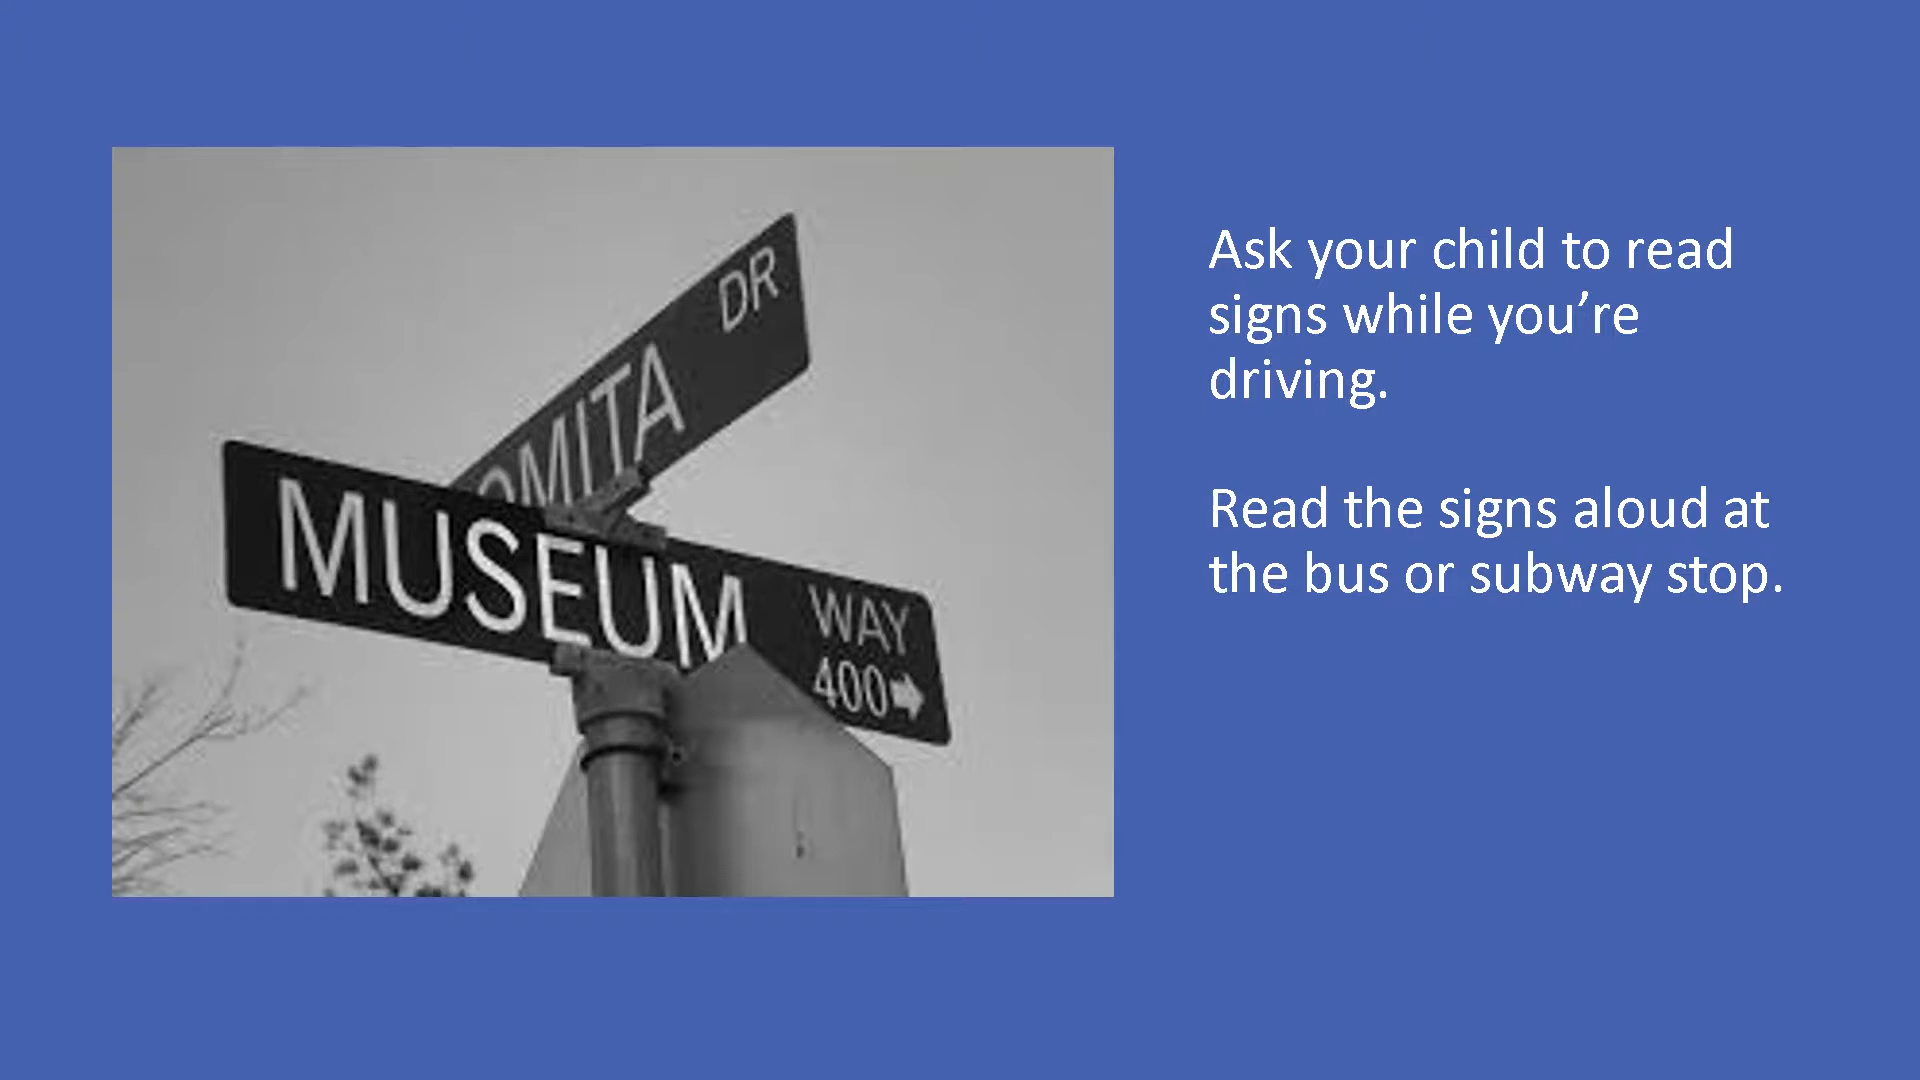 DR
MUSEUM
WAY
400
Ask your child to read
signs while you’re
driving.
Read the signs aloud at
the bus or subway stop.